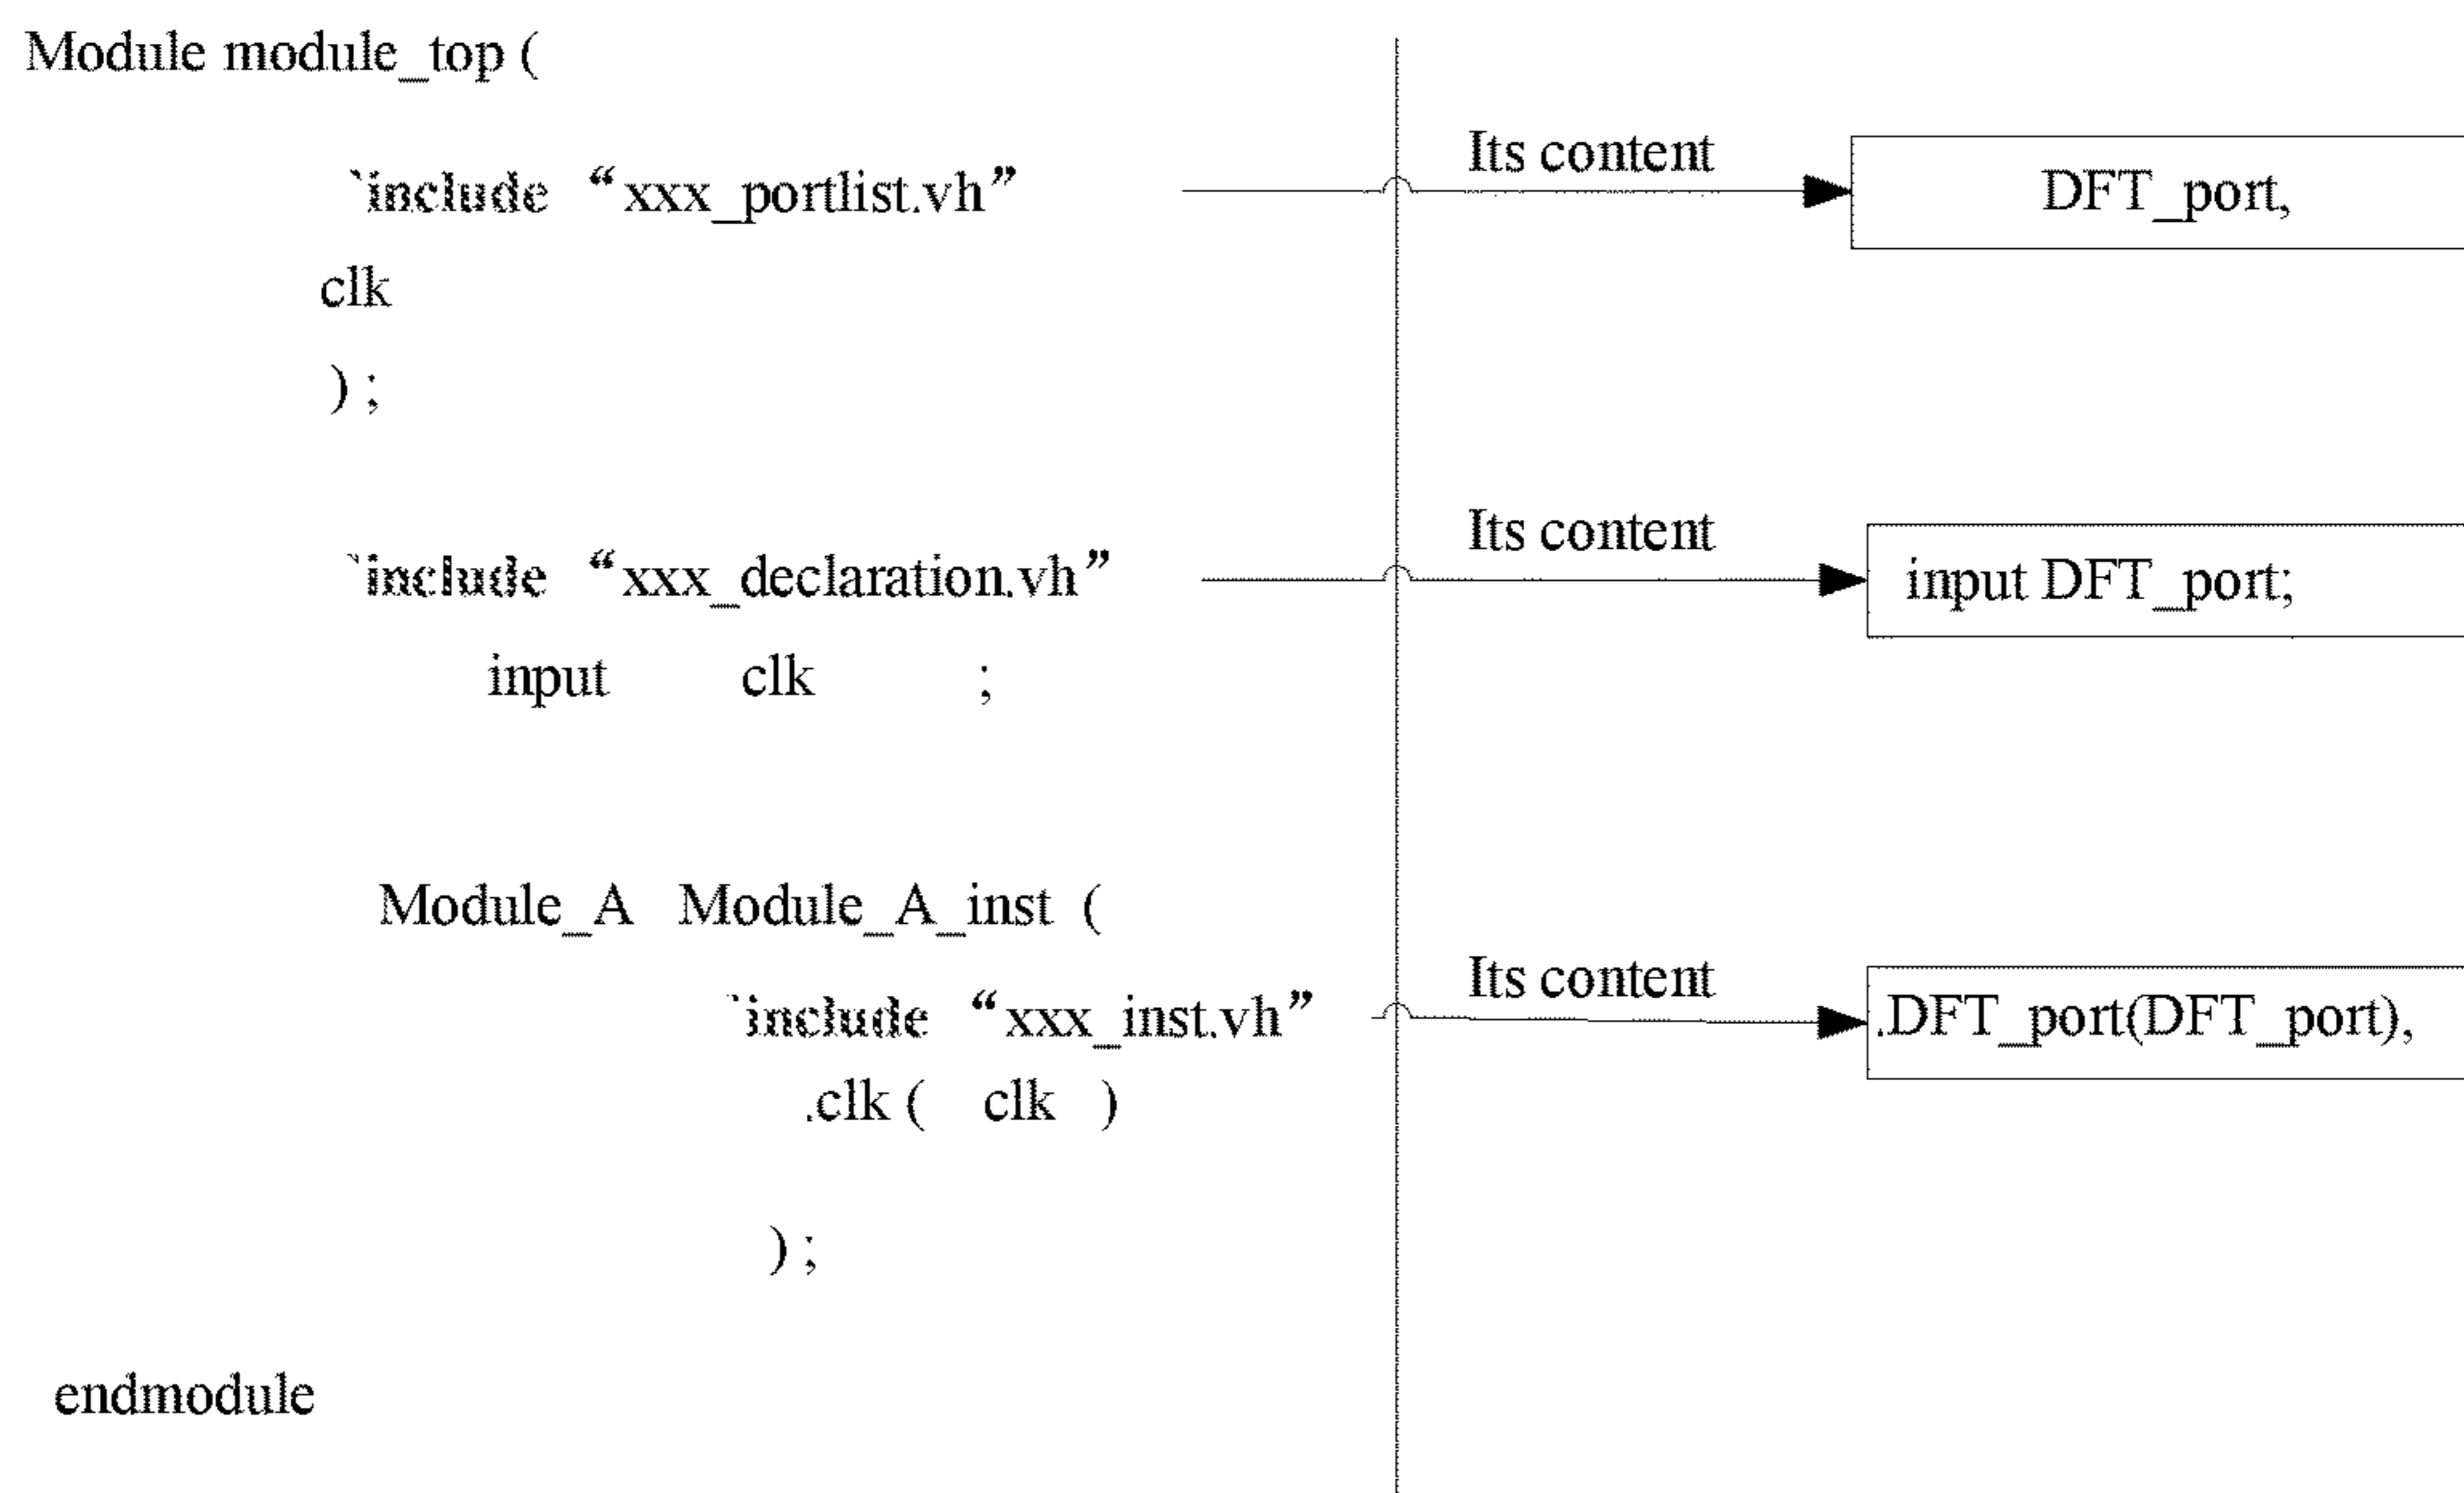 Module module_top (
`include “xxx_portlist.vh”
Its content
DFT_port,
clk
) ;
`include “xxx_declaration.vh”
Its content
input DFT_port;
input clk ;
Module_A Module_A_inst (
`include “xxx_inst.vh”
Its content
.DFT_port(DFT_port),
.clk ( clk )
) ;
endmodule